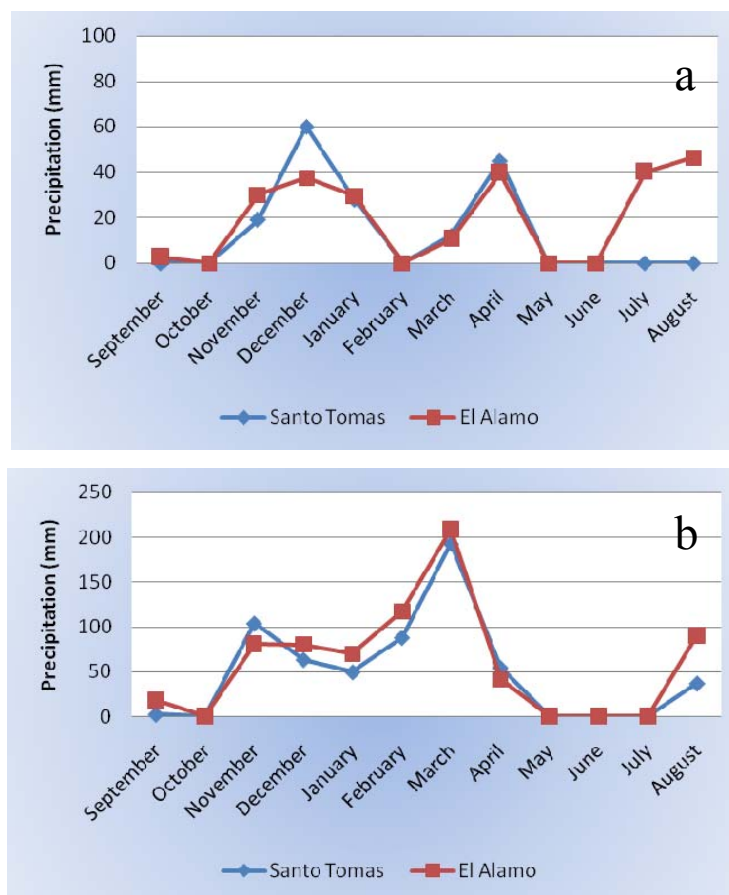 a
Precipitation (mm)
100
80
60
40
20
0
September
October
November
December
January
February
March
April
May
June
July
August
Santo Tomas
El Alamo
b
Precipitation (mm)
250
200
150
100
50
0
September
October
November
December
January
February
March
April
May
June
July
August
Santo Tomas
El Alamo